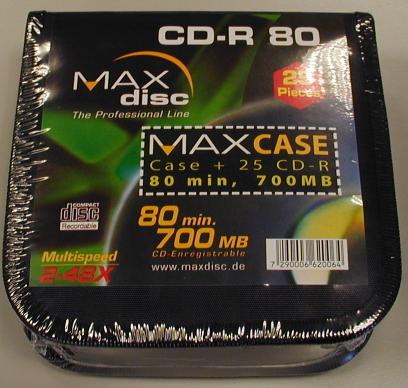 CD-R 80
25
Pieces
MAX
disc
The Professional Line
MAXCASE
Case + 25 CD-R
80 min, 700MB
COMPACT
disc
Recordable
80 min.
700 MB
CD-Enregistrable
www.maxdisc.de
Multispeed
2-48X
7 290006 620064